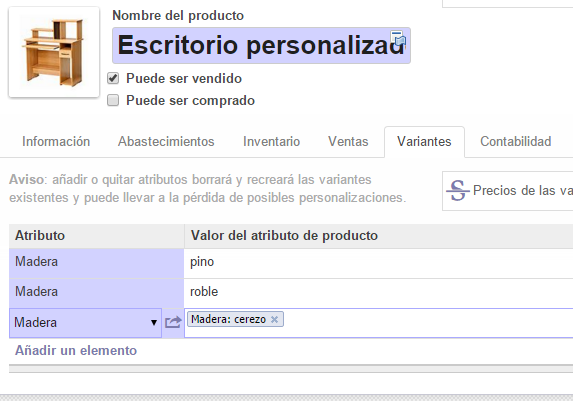 Nombre del producto
Escritorio personalizad
Puede ser vendido
Puede ser comprado
Información Abastecimientos Inventario Ventas Variantes Contabilidad
Aviso: añadir o quitar atributos borrará y recreará las variantes
existentes y puede llevar a la pérdida de posibles personalizaciones.
S Precios de las va
Atributo Valor del atributo de producto
Madera pino
Madera roble
Madera Madera: cerezo ×
Añadir un elemento